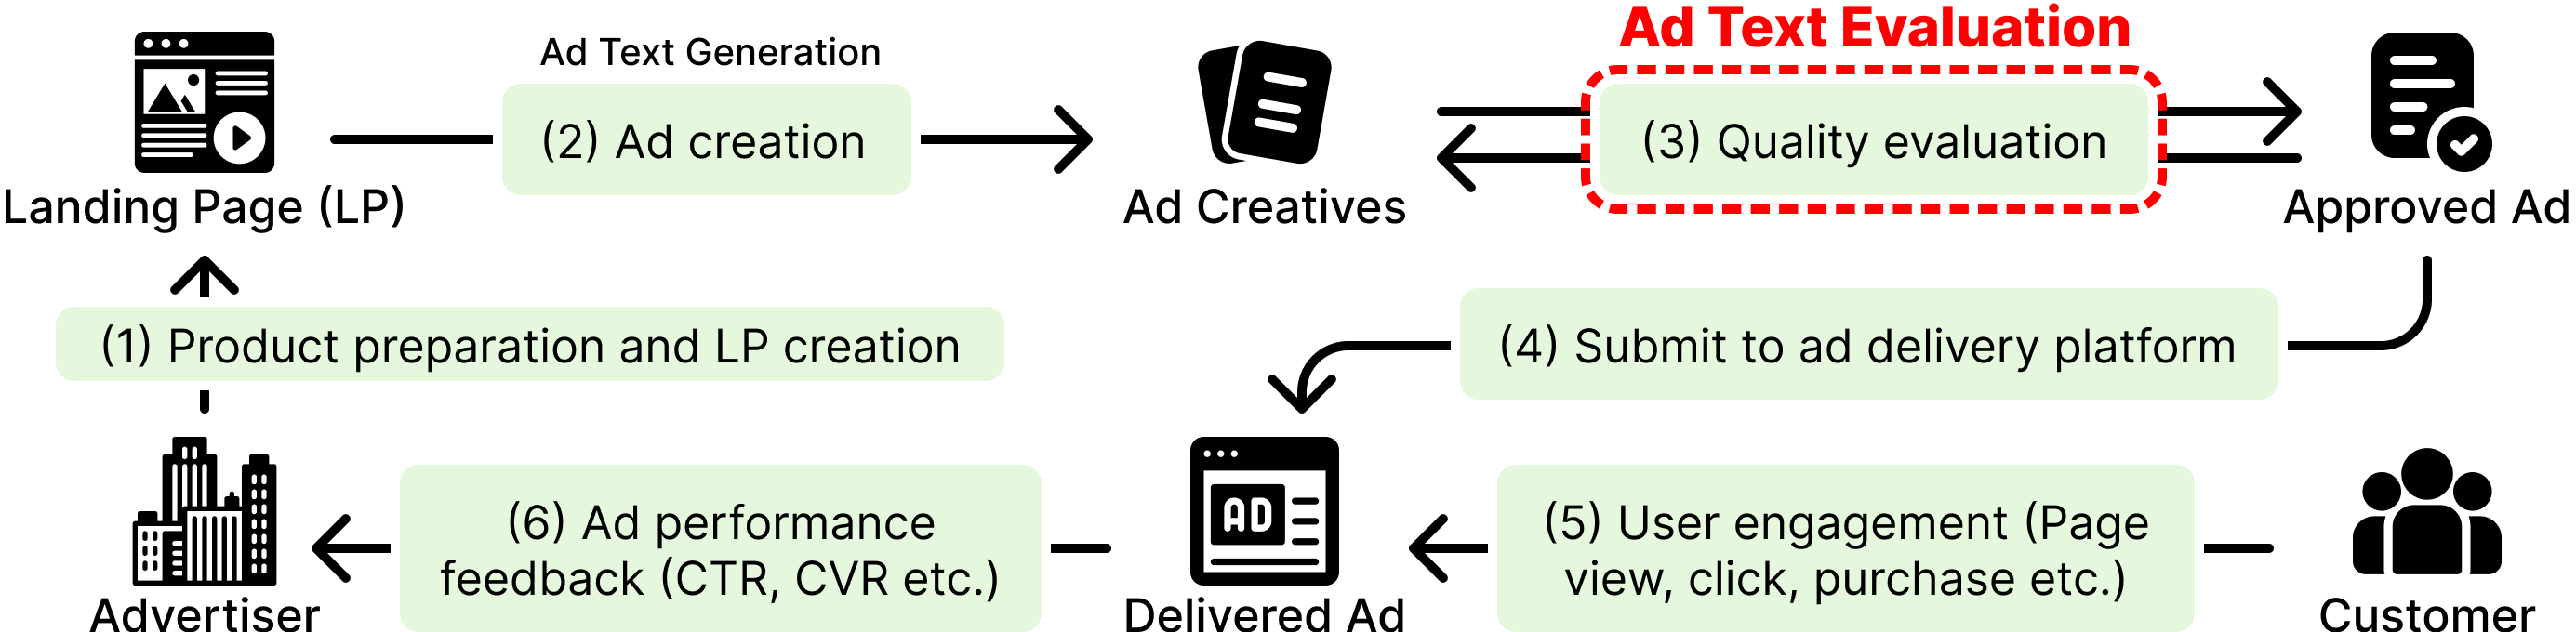 Ad Text Evaluation
Ad Text Generation
(2) Ad creation
(3) Quality evaluation
Landing Page (LP)
Ad Creatives
Approved Ad
(1) Product preparation and LP creation
(4) Submit to ad delivery platform
AD
(6) Ad performance
feedback (CTR, CVR etc.)
(5) User engagement (Page
view, click, purchase etc.)
Advertiser
Delivered Ad
Customer